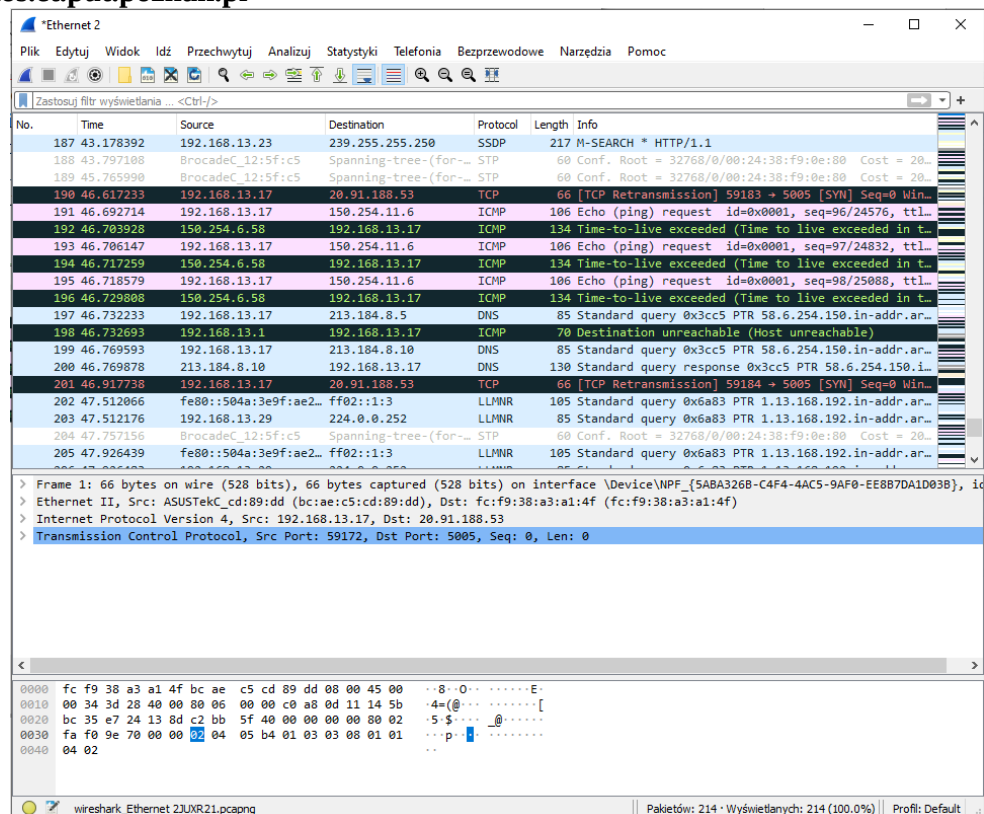 *Ethernet 2
Plik Edytuj Widok Idź Przechwytuj Analizuj Statystyki Telefonia Bezprzewodowe Narzędzia Pomoc
Zastosuj filtr wyświetlania ... <Ctrl-/>
No. Time Source Destination Protocol Length Info
187 43.178392 192.168.13.23 239.255.255.250 SSDP 217 M-SEARCH * HTTP/1.1
188 43.797108 BrocadeC_12:5f:c5 Spanning-tree-(for-… STP 60 Conf. Root = 32768/0/00:24:38:f9:0e:80 Cost = 20…
189 45.765990 BrocadeC_12:5f:c5 Spanning-tree-(for-… STP 60 Conf. Root = 32768/0/00:24:38:f9:0e:80 Cost = 20…
190 46.617233 192.168.13.17 20.91.188.53 TCP 66 [TCP Retransmission] 59183 → 5005 [SYN] Seq=0 Win…
191 46.692714 192.168.13.17 150.254.11.6 ICMP 106 Echo (ping) request id=0x0001, seq=96/24576, ttl…
192 46.703928 150.254.6.58 192.168.13.17 ICMP 134 Time-to-live exceeded (Time to live exceeded in t…
193 46.706147 192.168.13.17 150.254.11.6 ICMP 106 Echo (ping) request id=0x0001, seq=97/24832, ttl…
194 46.717259 150.254.6.58 192.168.13.17 ICMP 134 Time-to-live exceeded (Time to live exceeded in t…
195 46.718579 192.168.13.17 150.254.11.6 ICMP 106 Echo (ping) request id=0x0001, seq=98/25088, ttl…
196 46.729808 150.254.6.58 192.168.13.17 ICMP 134 Time-to-live exceeded (Time to live exceeded in t…
197 46.732233 192.168.13.17 213.184.8.5 DNS 85 Standard query 0x3cc5 PTR 58.6.254.150.in-addr.ar…
198 46.732693 192.168.13.1 192.168.13.17 ICMP 70 Destination unreachable (Host unreachable)
199 46.769593 192.168.13.17 213.184.8.10 DNS 85 Standard query 0x3cc5 PTR 58.6.254.150.in-addr.ar…
200 46.769878 213.184.8.10 192.168.13.17 DNS 130 Standard query response 0x3cc5 PTR 58.6.254.150.i…
201 46.917738 192.168.13.17 20.91.188.53 TCP 66 [TCP Retransmission] 59184 → 5005 [SYN] Seq=0 Win…
202 47.512066 fe80::504a:3e9f:ae2… ff02::1:3 LLMNR 105 Standard query 0x6a83 PTR 1.13.168.192.in-addr.ar…
203 47.512176 192.168.13.29 224.0.0.252 LLMNR 85 Standard query 0x6a83 PTR 1.13.168.192.in-addr.ar…
204 47.757156 BrocadeC_12:5f:c5 Spanning-tree-(for-… STP 60 Conf. Root = 32768/0/00:24:38:f9:0e:80 Cost = 20…
205 47.926439 fe80::504a:3e9f:ae2… ff02::1:3 LLMNR 105 Standard query 0x6a83 PTR 1.13.168.192.in-addr.ar…
> Frame 1: 66 bytes on wire (528 bits), 66 bytes captured (528 bits) on interface \Device\NPF_{5ABA326B-C4F4-4AC5-9AF0-EE8B7DA1D03B}, id
> Ethernet II, Src: ASUSTekC_cd:89:dd (bc:ae:c5:cd:89:dd), Dst: fc:f9:38:a3:a1:4f (fc:f9:38:a3:a1:4f)
> Internet Protocol Version 4, Src: 192.168.13.17, Dst: 20.91.188.53
> Transmission Control Protocol, Src Port: 59172, Dst Port: 5005, Seq: 0, Len: 0
0000 fc f9 38 a3 a1 4f bc ae c5 cd 89 dd 08 00 45 00 ··8··O·· ······E·
0010 00 34 3d 28 40 00 80 06 00 00 c0 a8 0d 11 14 5b ·4=(@··· ·······[
0020 bc 35 e7 24 13 8d c2 bb 5f 40 00 00 00 00 80 02 ·5·$···· _@······
0030 fa f0 9e 70 00 00 02 04 05 b4 01 03 03 08 01 01 ···p···· ········
0040 04 02 ··
wireshark_Ethernet 2JUXR21.pcapng Pakietów: 214 · Wyświetlanych: 214 (100.0%) Profil: Default